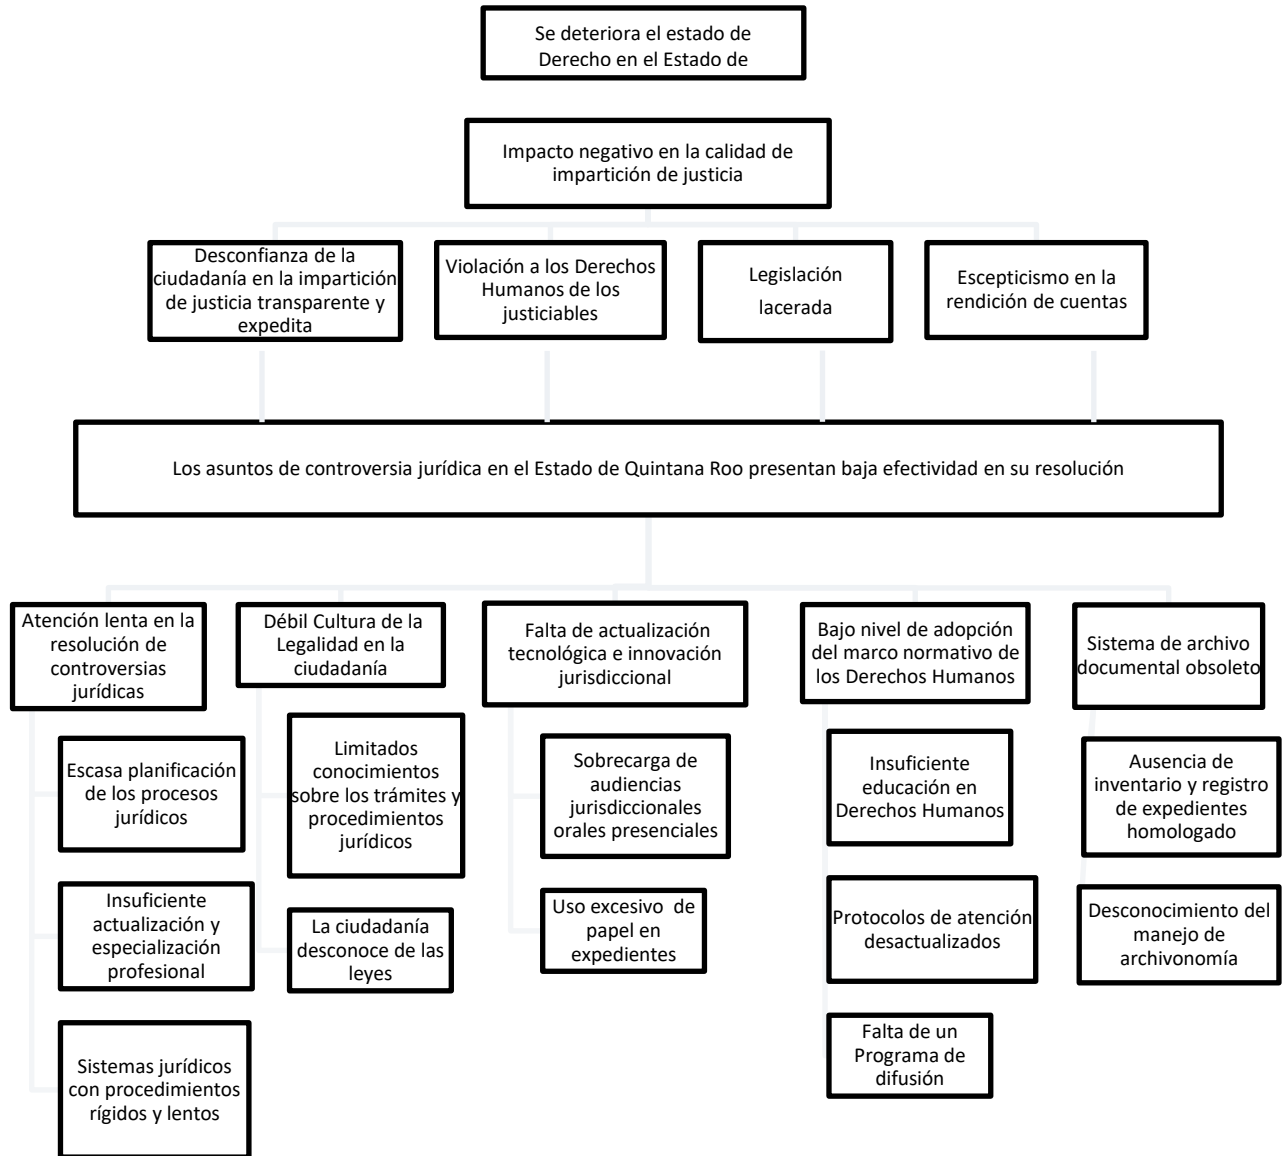 Se deteriora el estado de
Derecho en el Estado de
Impacto negativo en la calidad de
impartición de justicia
Desconfianza de la
ciudadanía en la impartición
de justicia transparente y
expedita
Violación a los Derechos
Humanos de los
justiciables
Legislación
lacerada
Escepticismo en la
rendición de cuentas
Los asuntos de controversia jurídica en el Estado de Quintana Roo presentan baja efectividad en su resolución
Atención lenta en la
resolución de
controversias
jurídicas
Escasa planificación
de los procesos
jurídicos
Insuficiente
actualización y
especialización
profesional
Sistemas jurídicos
con procedimientos
rígidos y lentos
Débil Cultura de la
Legalidad en la
ciudadanía
Limitados
conocimientos
sobre los trámites y
procedimientos
jurídicos
La ciudadanía
desconoce de las
leyes
Falta de actualización
tecnológica e innovación
jurisdiccional
Sobrecarga de
audiencias
jurisdiccionales
orales presenciales
Uso excesivo de
papel en
expedientes
Bajo nivel de adopción
del marco normativo de
los Derechos Humanos
Insuficiente
educación en
Derechos Humanos
Protocolos de atención
desactualizados
Falta de un
Programa de
difusión
Sistema de archivo
documental obsoleto
Ausencia de
inventario y registro
de expedientes
homologado
Desconocimiento del
manejo de
archivonomía